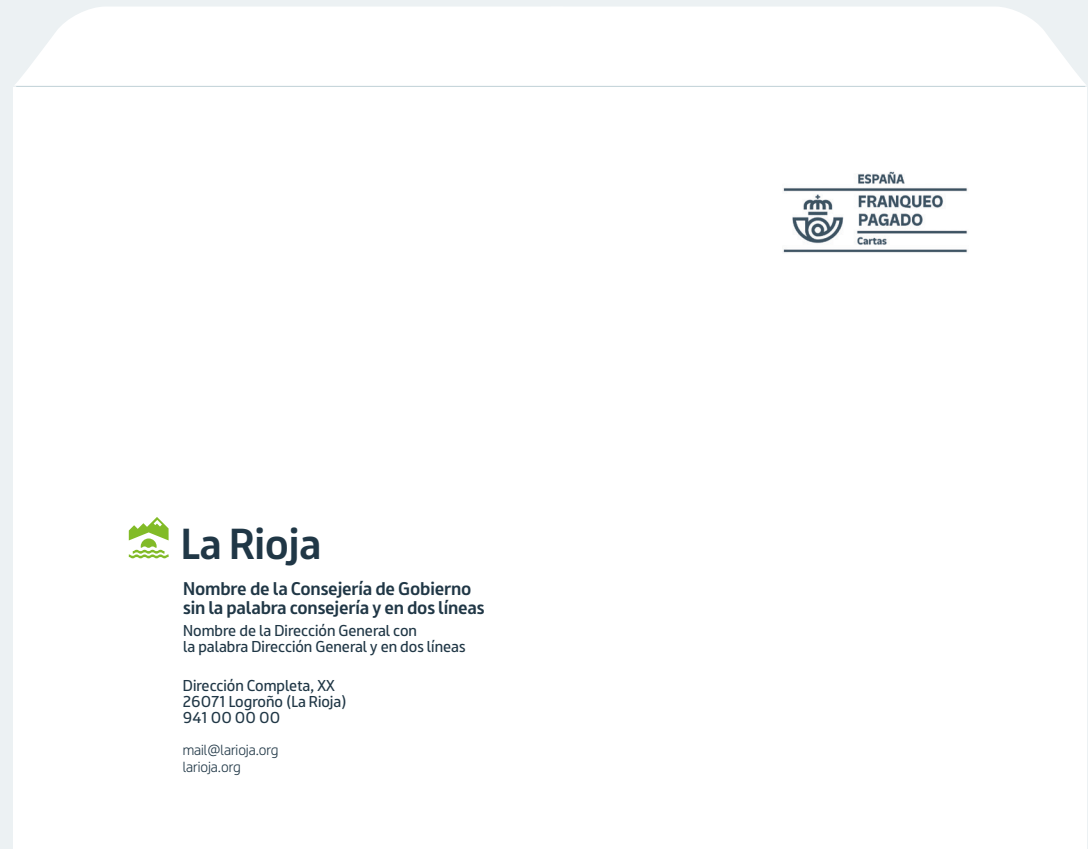 ESPAÑA
FRANQUEO
PAGADO
Cartas
La Rioja
Nombre de la Consejería de Gobierno
sin la palabra consejería y en dos líneas
Nombre de la Dirección General con
la palabra Dirección General y en dos líneas
Dirección Completa, XX
26071 Logroño (La Rioja)
941 00 00 00
mail@larioja.org
larioja.org